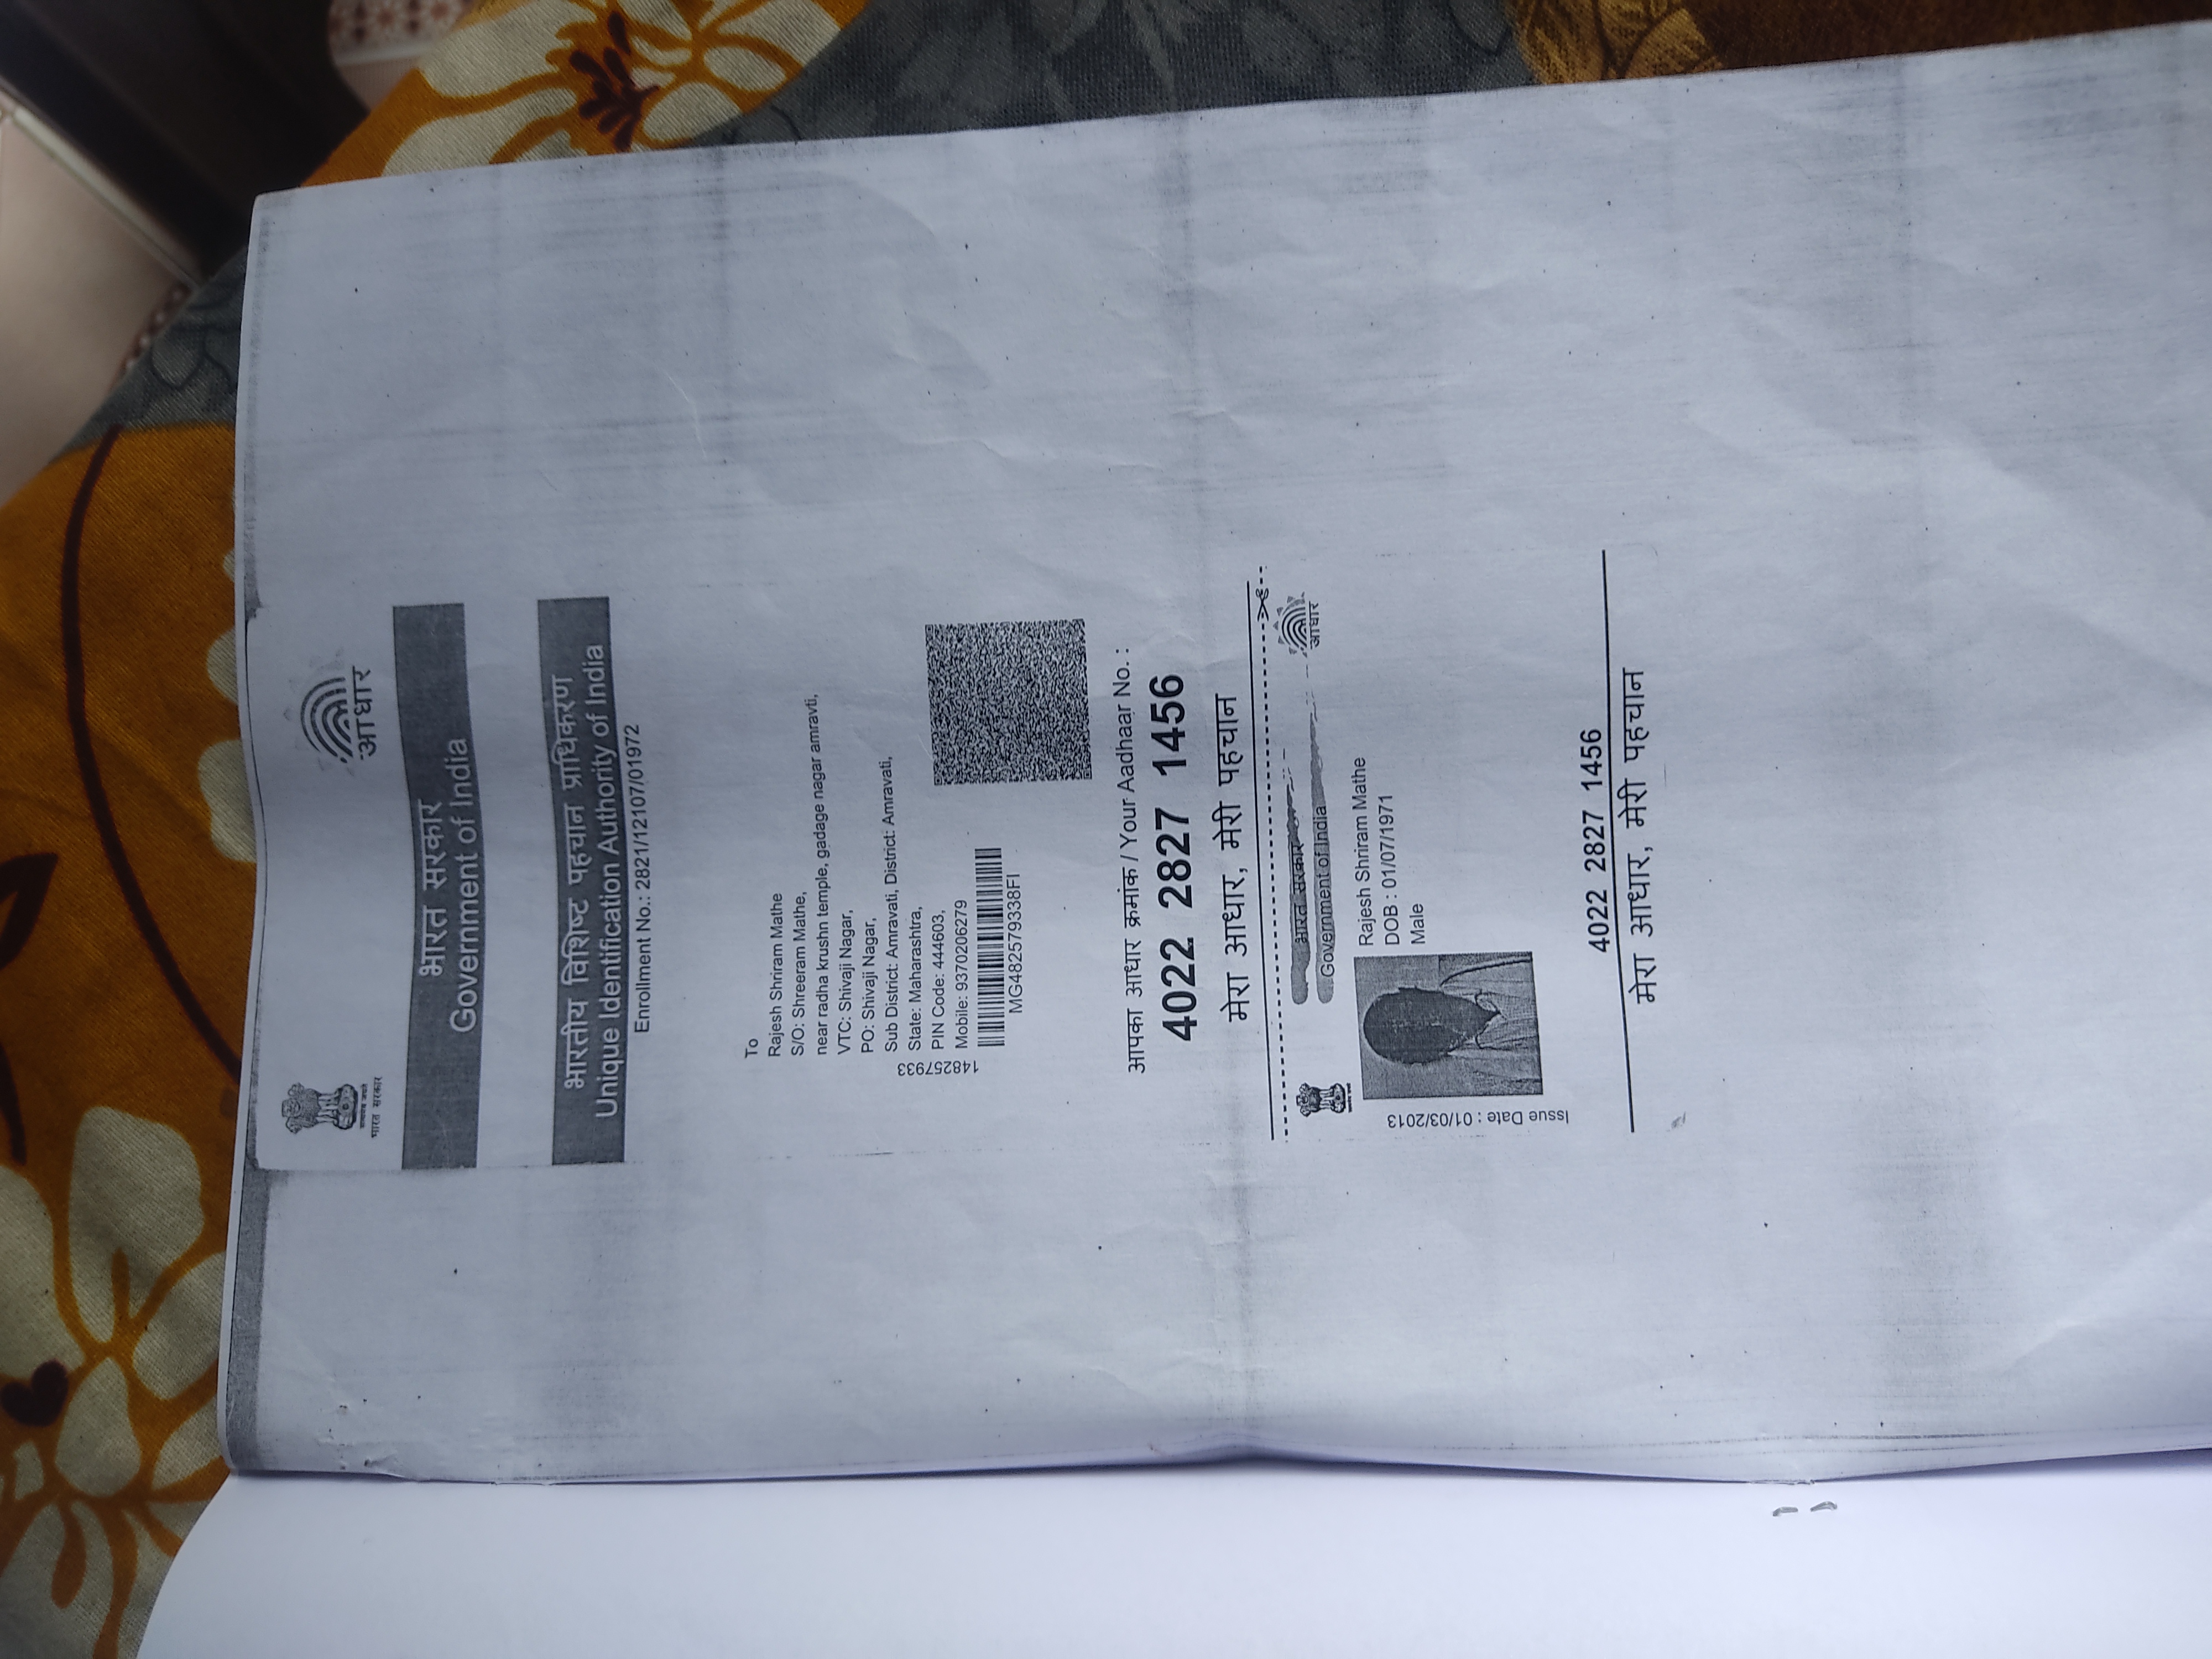 आधार
सत्यमेव जयते
भारत सरकार
भारत सरकार
Government of India
भारतीय विशिष्ट पहचान प्राधिकरण
Unique Identification Authority of India
Enrollment No.: 2821/12107/01972
To
Rajesh Shriram Mathe
S/O: Shreeram Mathe,
near radha krushn temple, gadage nagar amravti,
VTC: Shivaji Nagar,
PO: Shivaji Nagar,
Sub District: Amravati, District: Amravati,
State: Maharashtra,
PIN Code: 444603,
Mobile: 9370206279
148257933
MG482579338FI
आपका आधार क्रमांक / Your Aadhaar No. :
4022 2827 1456
मेरा आधार, मेरी पहचान
भारत सरकार
Government of India
आधार
Rajesh Shriram Mathe
DOB : 01/07/1971
Male
Issue Date : 01/03/2013
4022 2827 1456
मेरा आधार, मेरी पहचान